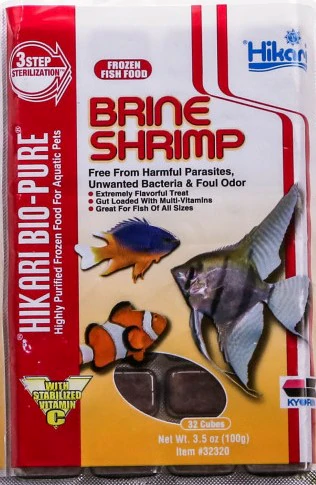 3 STEP
STERILIZATION™
FROZEN
FISH FOOD
Hikari
BRINE
SHRIMP
Free From Harmful Parasites,
Unwanted Bacteria & Foul Odor
• Extremely Flavorful Treat
• Gut Loaded With Multi-Vitamins
• Great For Fish Of All Sizes
HIKARI BIO-PURE®
Highly Purified Frozen Food For Aquatic Pets
WITH
STABILIZED
VITAMIN
C
32 Cubes
Net Wt. 3.5 oz (100g)
Item #32320